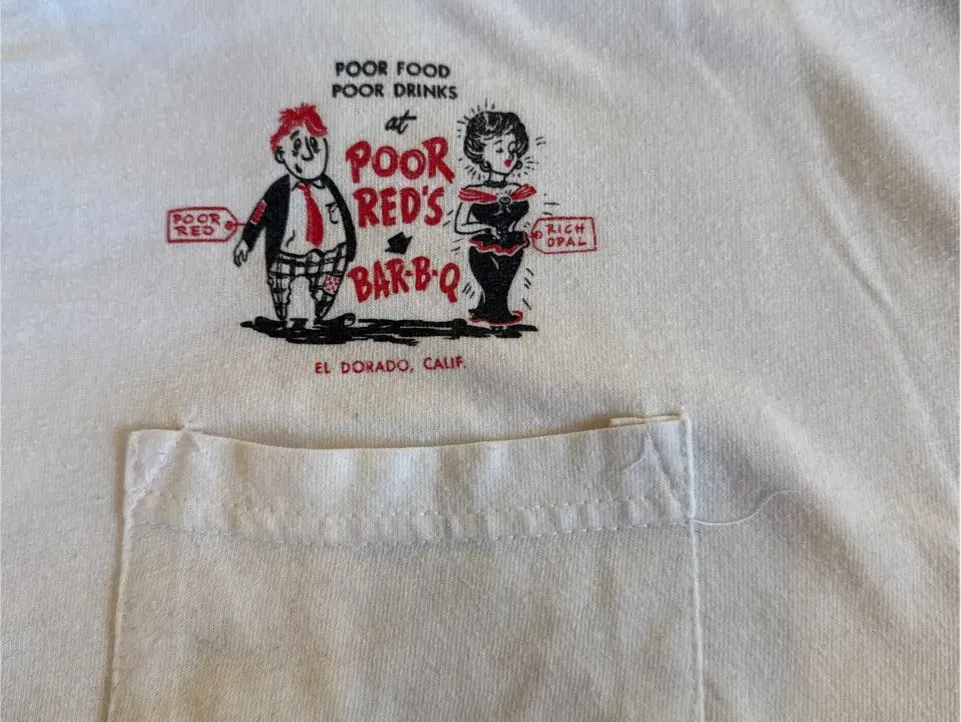 POOR FOOD
POOR DRINKS
at
POOR
RED'S
BAR-B-Q
POOR
RED
RICH
OPAL
EL DORADO, CALIF.